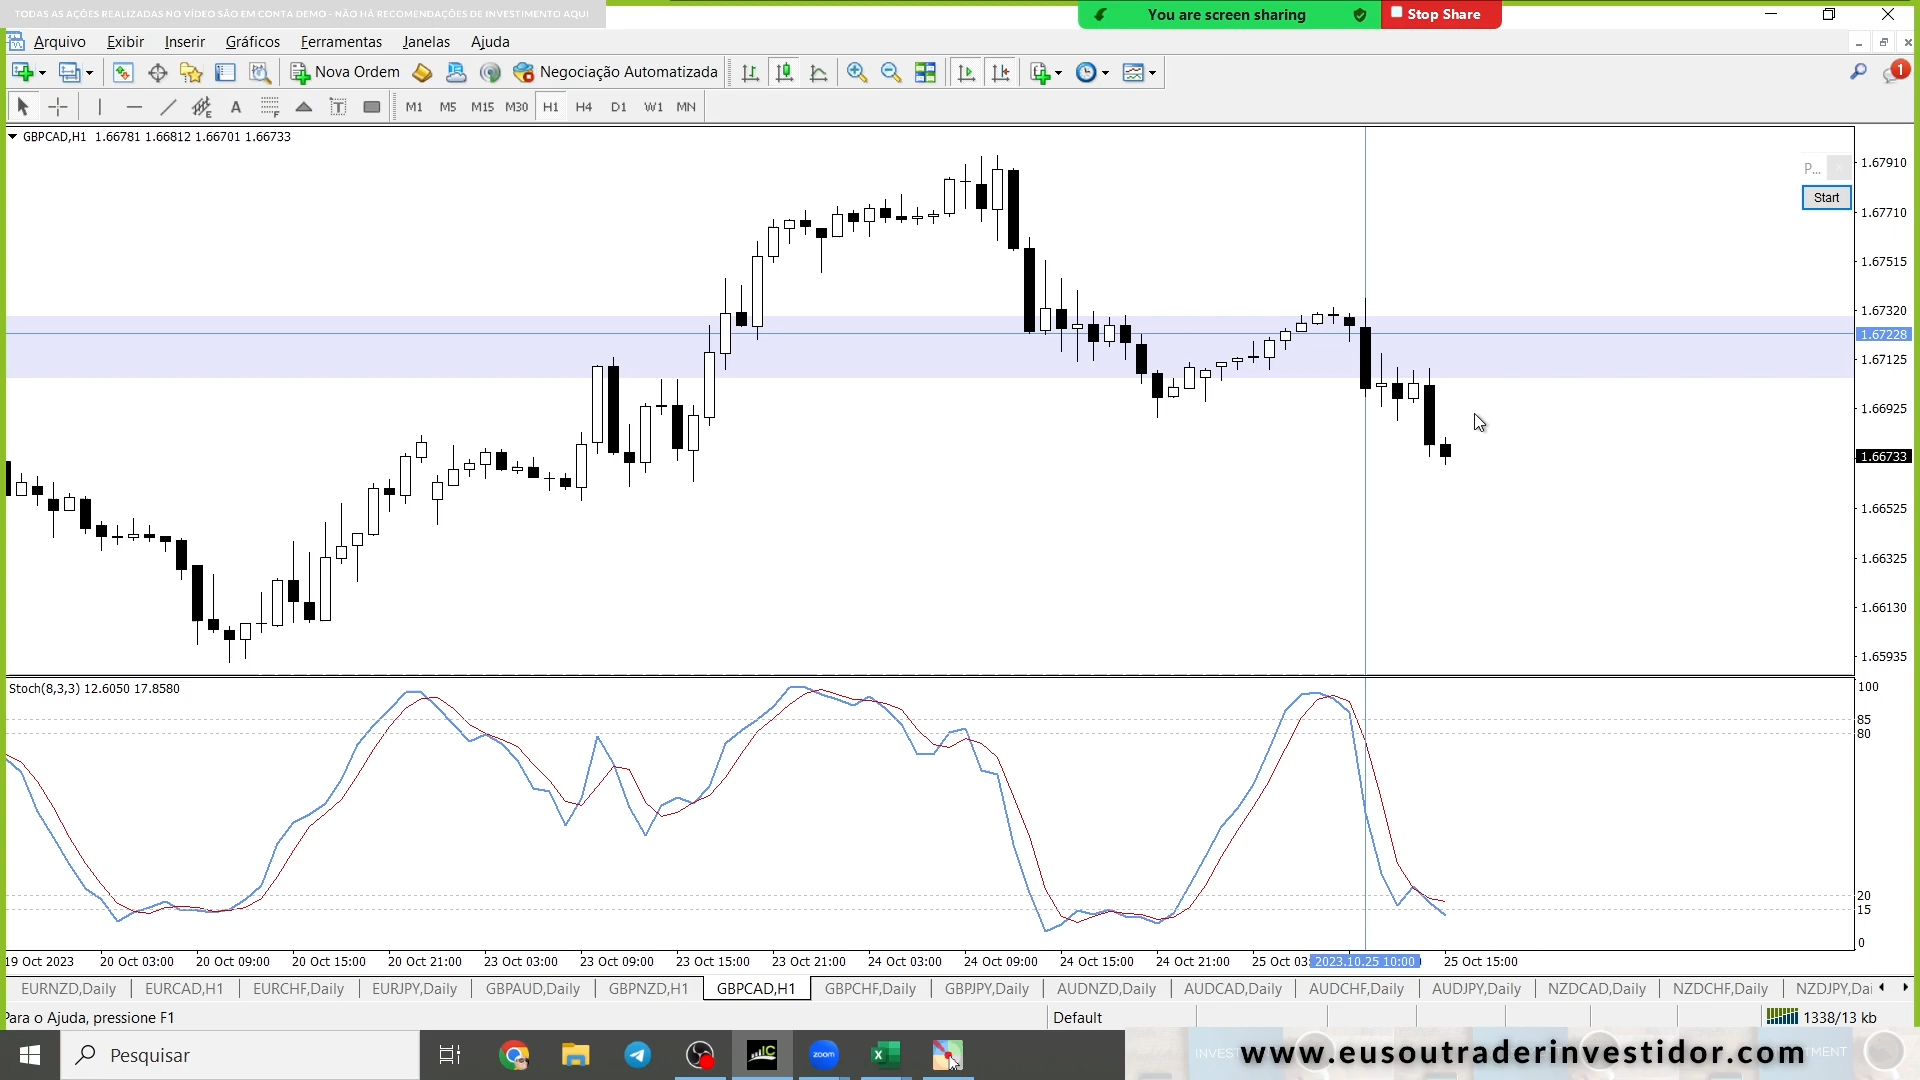 TODAS AS AÇÕES REALIZADAS NO VÍDEO SÃO EM CONTA DEMO - NÃO HÁ RECOMENDAÇÕES DE INVESTIMENTO AQUI
You are screen sharing
Stop Share
Arquivo Exibir Inserir Gráficos Ferramentas Janelas Ajuda
Nova Ordem Negociação Automatizada
1
A T M1 M5 M15 M30 H1 H4 D1 W1 MN
GBPCAD,H1 1.66781 1.66812 1.66701 1.66733
P...
Start
1.67910
1.67710
1.67515
1.67320
1.67228
1.67125
1.66925
1.66733
1.66525
1.66325
1.66130
1.65935
Stoch(8,3,3) 12.6050 17.8580
100
85
80
20
15
0
19 Oct 2023 20 Oct 03:00 20 Oct 09:00 20 Oct 15:00 20 Oct 21:00 23 Oct 03:00 23 Oct 09:00 23 Oct 15:00 23 Oct 21:00 24 Oct 03:00 24 Oct 09:00 24 Oct 15:00 24 Oct 21:00 25 Oct 03: 2023.10.25 10:00 25 Oct 15:00
EURNZD,Daily EURCAD,H1 EURCHF,Daily EURJPY,Daily GBPAUD,Daily GBPNZD,H1 GBPCAD,H1 GBPCHF,Daily GBPJPY,Daily AUDNZD,Daily AUDCAD,Daily AUDCHF,Daily AUDJPY,Daily NZDCAD,Daily NZDCHF,Daily NZDJPY,Dai
Para o Ajuda, pressione F1 Default 1338/13 kb
Pesquisar
IC
zoom
www.eusoutraderinvestidor.com